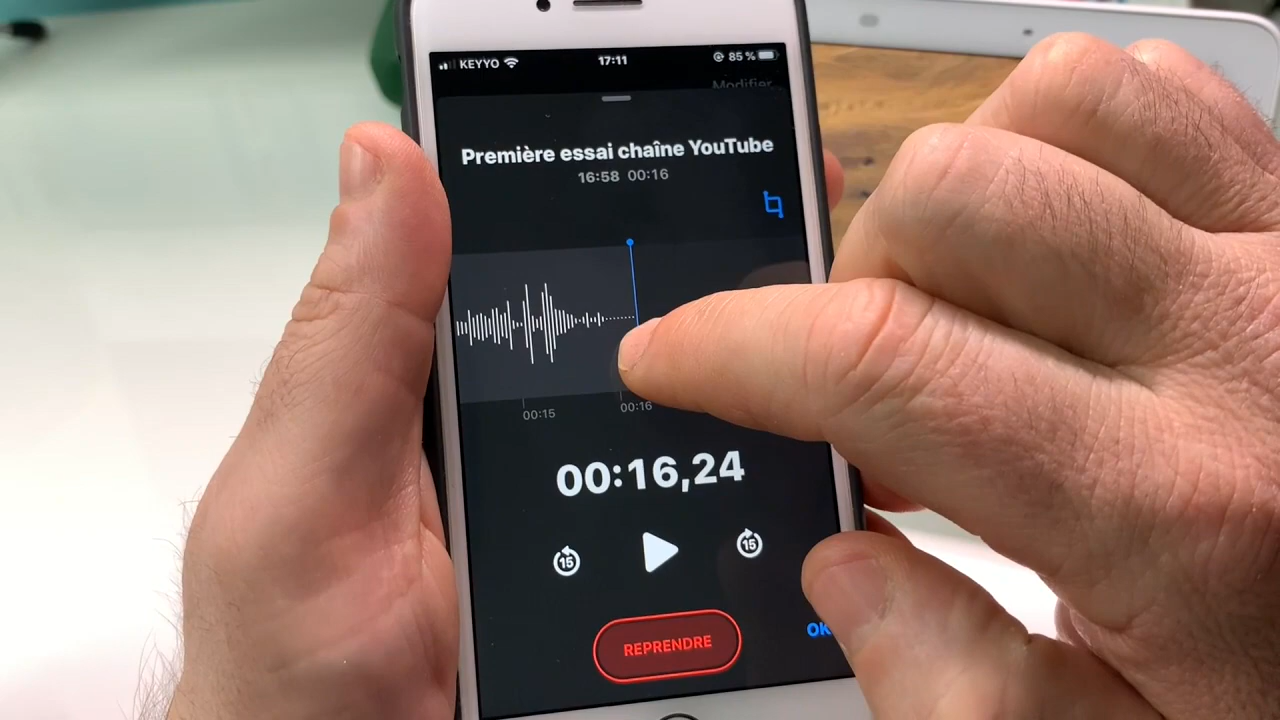 KEYYO 17:11 85 %
Modifier
Première essai chaîne YouTube
16:58 00:16
00:15 00:16
00:16,24
15 15
REPRENDRE OK